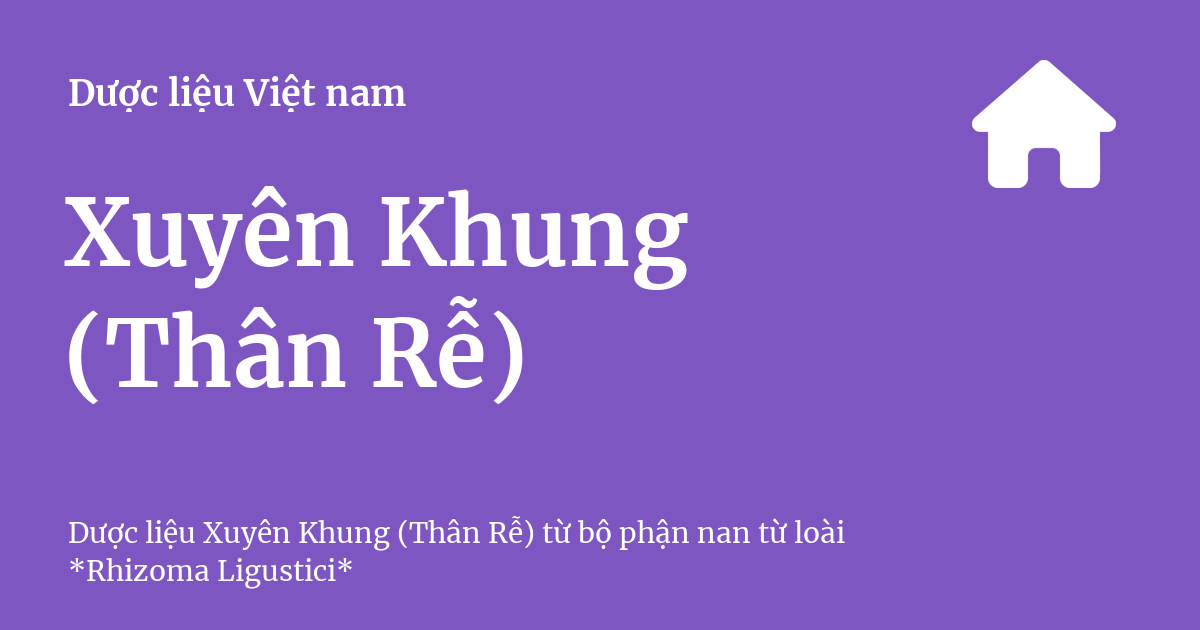 Dược liệu Việt nam
Xuyên Khung
(Thân Rễ)
Dược liệu Xuyên Khung (Thân Rễ) từ bộ phận nan từ loài
*Rhizoma Ligustici*